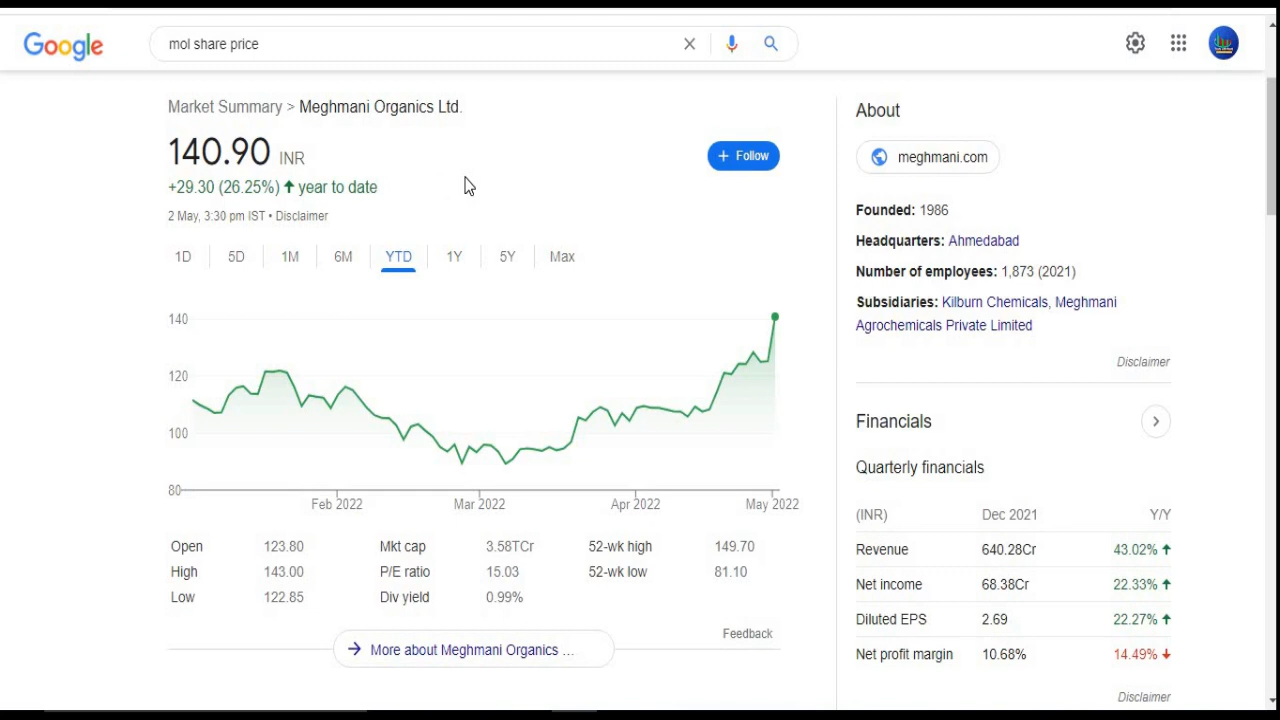 Google
mol share price
Market Summary > Meghmani Organics Ltd.
140.90 INR
+29.30 (26.25%) ↑ year to date
2 May, 3:30 pm IST • Disclaimer
+ Follow
1D 5D 1M 6M YTD 1Y 5Y Max
140
120
100
80
Feb 2022 Mar 2022 Apr 2022 May 2022
Open 123.80 Mkt cap 3.58TCr 52-wk high 149.70
High 143.00 P/E ratio 15.03 52-wk low 81.10
Low 122.85 Div yield 0.99%
Feedback
→ More about Meghmani Organics ...
About
meghmani.com
Founded: 1986
Headquarters: Ahmedabad
Number of employees: 1,873 (2021)
Subsidiaries: Kilburn Chemicals, Meghmani
Agrochemicals Private Limited
Disclaimer
Financials
Quarterly financials
(INR) Dec 2021 Y/Y
Revenue 640.28Cr 43.02% ↑
Net income 68.38Cr 22.33% ↑
Diluted EPS 2.69 22.27% ↑
Net profit margin 10.68% 14.49% ↓
Disclaimer